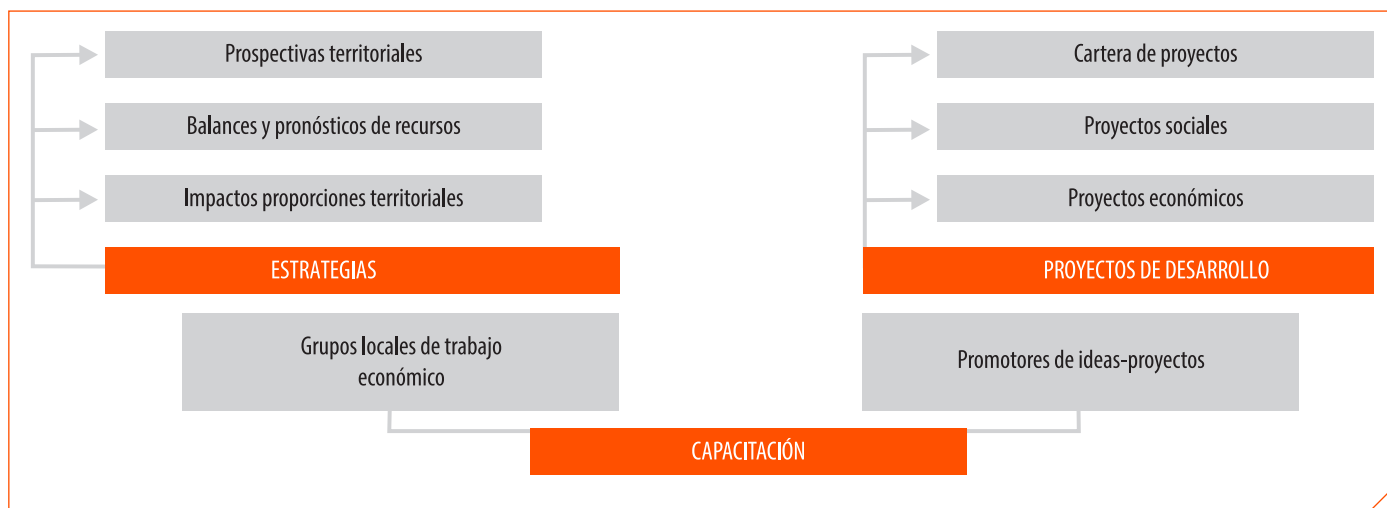 Prospectivas territoriales
Balances y pronósticos de recursos
Impactos proporciones territoriales
ESTRATEGIAS
Grupos locales de trabajo
económico
Cartera de proyectos
Proyectos sociales
Proyectos económicos
PROYECTOS DE DESARROLLO
Promotores de ideas-proyectos
CAPACITACIÓN